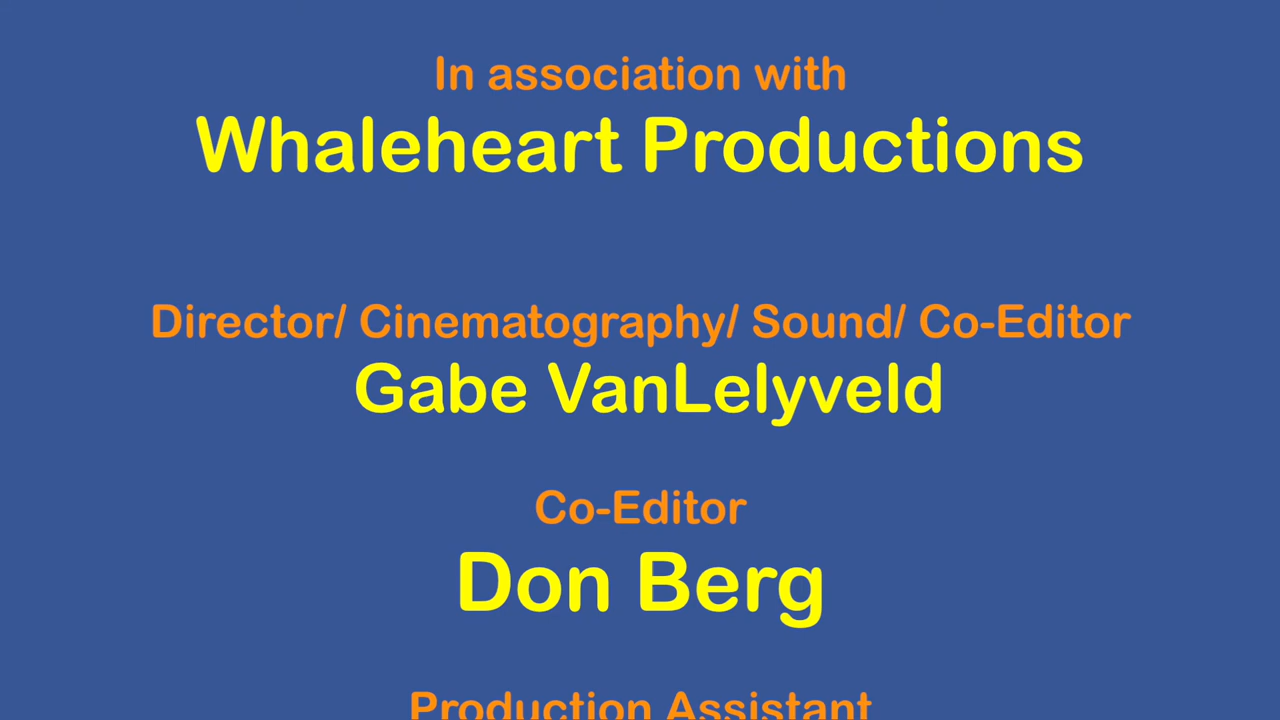 In association with
Whaleheart Productions
Director/ Cinematography/ Sound/ Co-Editor
Gabe VanLelyveld
Co-Editor
Don Berg
Production Assistant